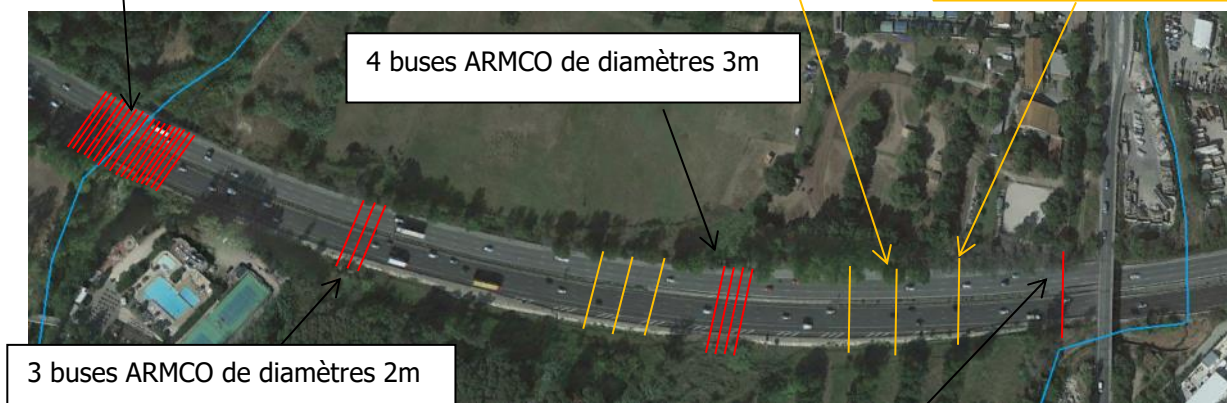 4 buses ARMCO de diamètres 3m
3 buses ARMCO de diamètres 2m